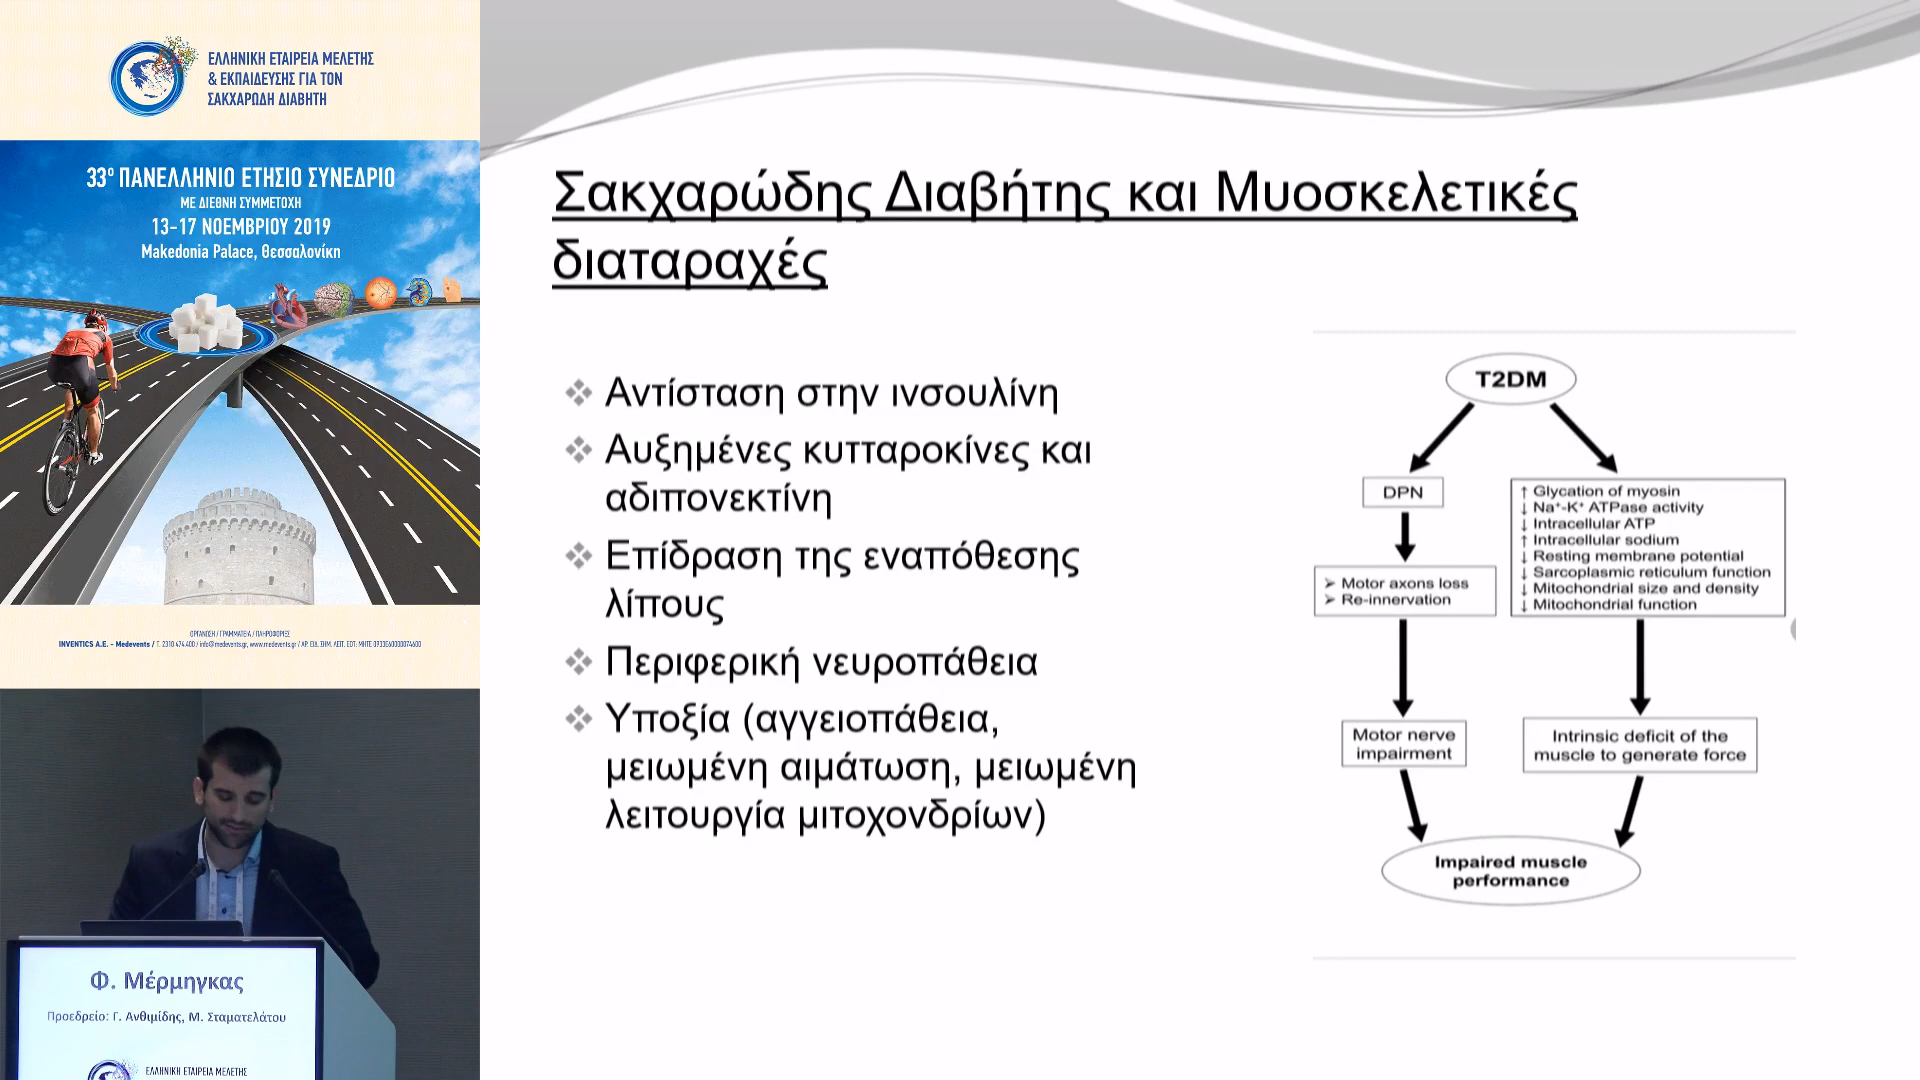 ΕΛΛΗΝΙΚΗ ΕΤΑΙΡΕΙΑ ΜΕΛΕΤΗΣ
& ΕΚΠΑΙΔΕΥΣΗΣ ΓΙΑ ΤΟΝ
ΣΑΚΧΑΡΩΔΗ ΔΙΑΒΗΤΗ
33º ΠΑΝΕΛΛΗΝΙΟ ΕΤΗΣΙΟ ΣΥΝΕΔΡΙΟ
ΜΕ ΔΙΕΘΝΗ ΣΥΜΜΕΤΟΧΗ
13-17 ΝΟΕΜΒΡΙΟΥ 2019
Makedonia Palace, Θεσσαλονίκη
ΟΡΓΑΝΩΣΗ / ΓΡΑΜΜΑΤΕΙΑ / ΠΛΗΡΟΦΟΡΙΕΣ
INVENTICS A.E. - Medevents / Τ. 2310 474.400 / info@medevents.gr, www.medevents.gr / ΑΡ. ΕΙΔ. ΣΗΜ. ΛΕΙΤ. ΕΟΤ: ΜΗΤΕ 0933Ε60000074600
Φ. Μέρμηγκας
Προεδρείο: Γ. Ανθιμίδης, Μ. Σταματελάτου
ΕΛΛΗΝΙΚΗ ΕΤΑΙΡΕΙΑ ΜΕΛΕΤΗΣ
Σακχαρώδης Διαβήτης και Μυοσκελετικές
διαταραχές
Αντίσταση στην ινσουλίνη
Αυξημένες κυτταροκίνες και
αδιπονεκτίνη
Επίδραση της εναπόθεσης
λίπους
Περιφερική νευροπάθεια
Υποξία (αγγειοπάθεια,
μειωμένη αιμάτωση, μειωμένη
λειτουργία μιτοχονδρίων)
T2DM
DPN
↑ Glycation of myosin
↓ Na⁺-K⁺ ATPase activity
↓ Intracellular ATP
↑ Intracellular sodium
↓ Resting membrane potential
↓ Sarcoplasmic reticulum function
↓ Mitochondrial size and density
↓ Mitochondrial function
➢ Motor axons loss
➢ Re-innervation
Motor nerve
impairment
Intrinsic deficit of the
muscle to generate force
Impaired muscle
performance